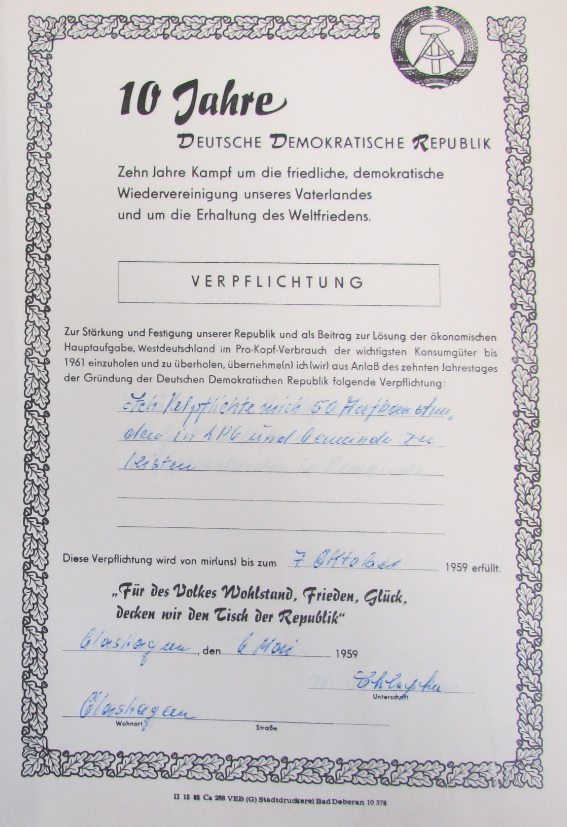 10 Jahre
DEUTSCHE DEMOKRATISCHE REPUBLIK
Zehn Jahre Kampf um die friedliche, demokratische
Wiedervereinigung unseres Vaterlandes
und um die Erhaltung des Weltfriedens.
VERPFLICHTUNG
Zur Stärkung und Festigung unserer Republik und als Beitrag zur Lösung der ökonomischen
Hauptaufgabe, Westdeutschland im Pro-Kopf-Verbrauch der wichtigsten Konsumgüter bis
1961 einzuholen und zu überholen, übernehme(n) ich(wir) aus Anlaß des zehnten Jahrestages
der Gründung der Deutschen Demokratischen Republik folgende Verpflichtung:
Ich Verpflichte mich 50 Aufbaustun,
den in LPG und Gemeinde zu
leisten
Diese Verpflichtung wird von mir(uns) bis zum 7 Oktober 1959 erfüllt.
„Für des Volkes Wohlstand, Frieden, Glück,
decken wir den Tisch der Republik“
Glashagen, den 6 Mai 1959
Unterschrift
Glashagen
Wohnort Straße
II 15 85 Ca 258 VEB (G) Stadtdruckerei Bad Doberan 10 378